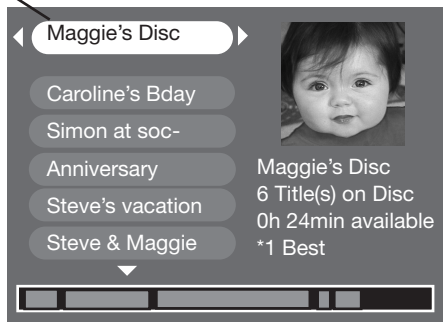 Maggie's Disc
Caroline's Bday
Simon at soc-
Anniversary
Steve's vacation
Steve & Maggie
Maggie's Disc
6 Title(s) on Disc
0h 24min available
*1 Best